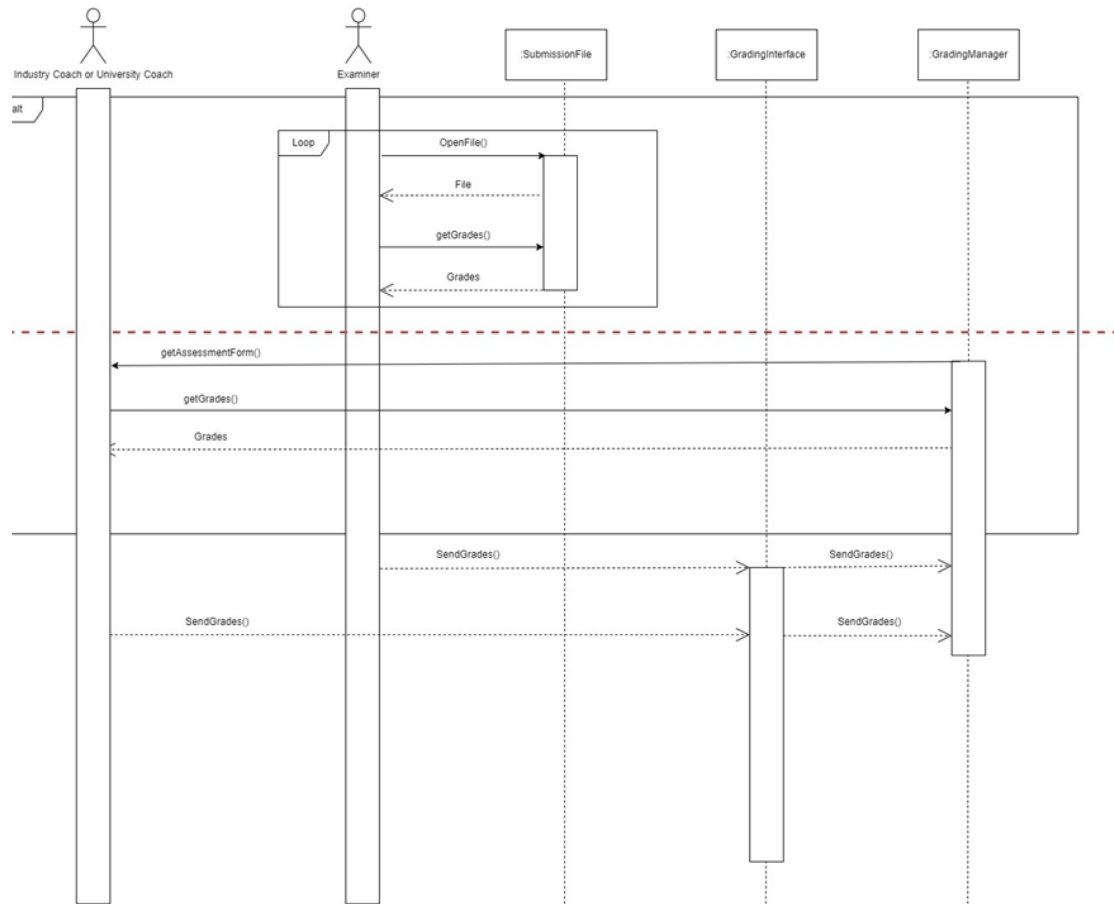 Industry Coach or University Coach
Examiner
:SubmissionFile
:GradingInterface
:GradingManager
alt
Loop
OpenFile()
File
getGrades()
Grades
getAssessmentForm()
getGrades()
Grades
SendGrades()
SendGrades()
SendGrades()
SendGrades()